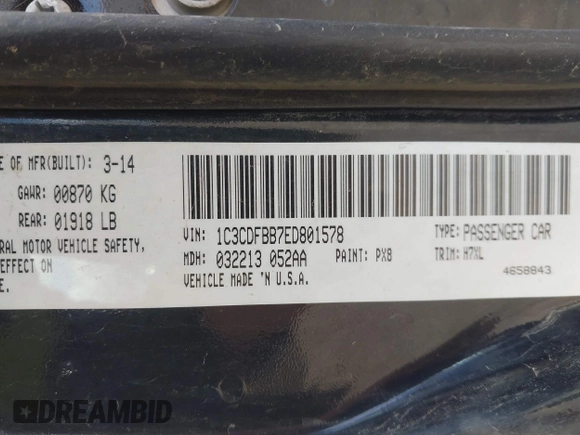 E OF MFR(BUILT): 3-14
GAWR: 00870 KG
REAR: 01918 LB
RAL MOTOR VEHICLE SAFETY,
EFFECT ON
E.
VIN: 1C3CDFBB7ED801578
TYPE: PASSENGER CAR
MDH: 032213 052AA
PAINT: PX8
TRIM: H7XL
VEHICLE MADE 'N U.S.A.
4658843
DREAMBID